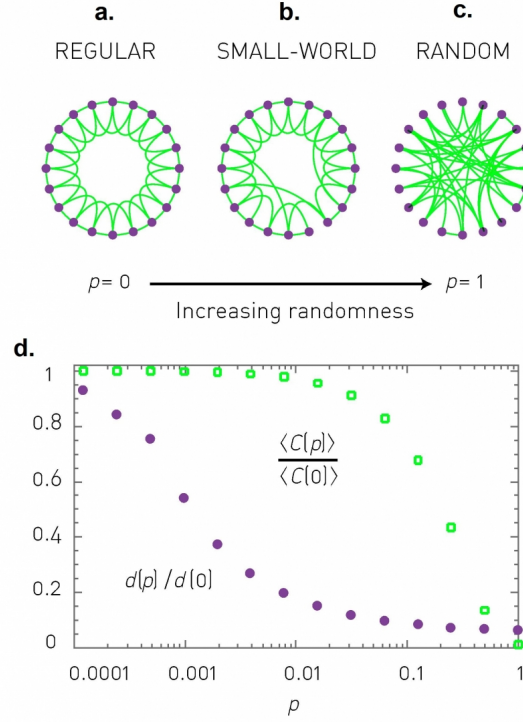 a. b. c.
REGULAR SMALL-WORLD RANDOM
p = 0 p = 1
Increasing randomness
d.
1
0.8
0.6
0.4
0.2
0
⟨C(p)⟩
⟨C(0)⟩
d(p)/d(0)
0.0001 0.001 0.01 0.1 1
p